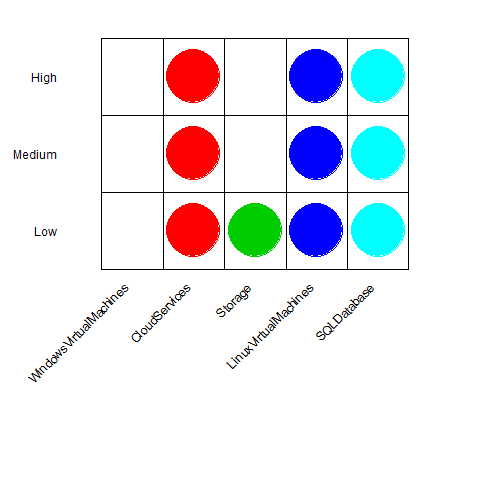 High
Medium
Low
WindowsVirtualMachines
CloudServices
Storage
LinuxVirtualMachines
SQLDatabase